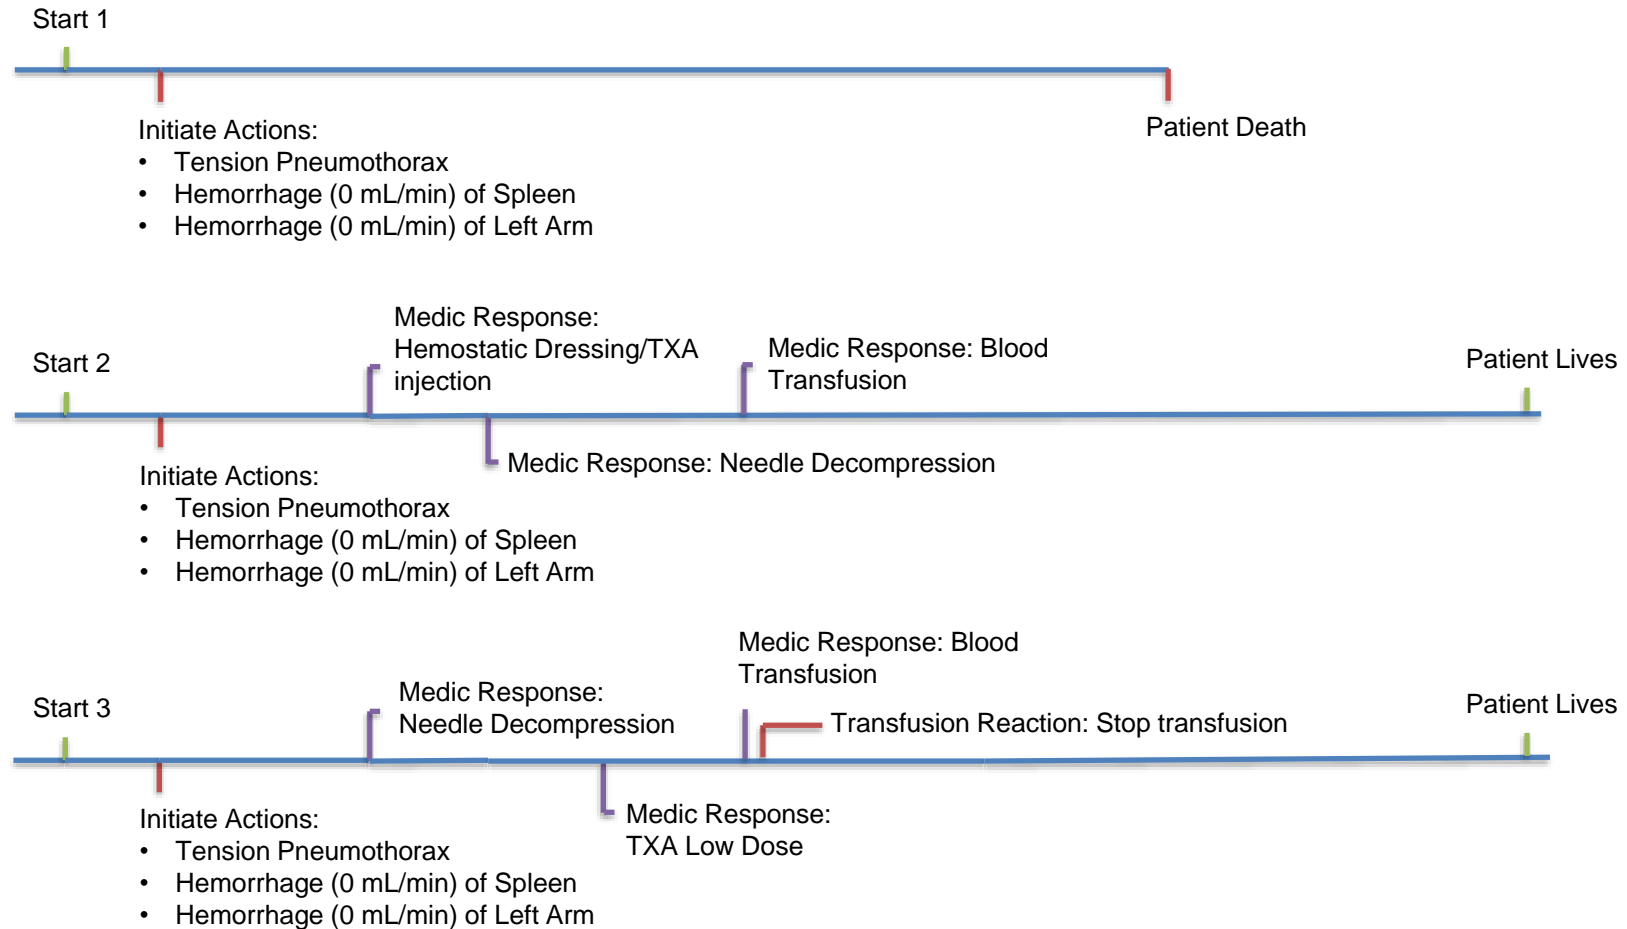 Start 1
Initiate Actions:
• Tension Pneumothorax
• Hemorrhage (0 mL/min) of Spleen
• Hemorrhage (0 mL/min) of Left Arm
Patient Death
Start 2
Medic Response:
Hemostatic Dressing/TXA
injection
Medic Response: Blood
Transfusion
Patient Lives
Medic Response: Needle Decompression
Initiate Actions:
• Tension Pneumothorax
• Hemorrhage (0 mL/min) of Spleen
• Hemorrhage (0 mL/min) of Left Arm
Start 3
Medic Response:
Needle Decompression
Medic Response: Blood
Transfusion
Transfusion Reaction: Stop transfusion
Patient Lives
Medic Response:
TXA Low Dose
Initiate Actions:
• Tension Pneumothorax
• Hemorrhage (0 mL/min) of Spleen
• Hemorrhage (0 mL/min) of Left Arm